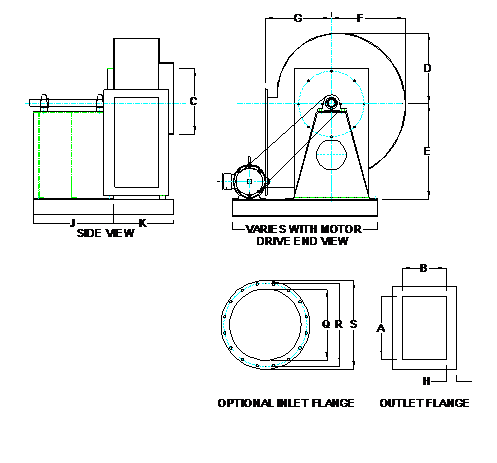 G F
D
C
E
J K
SIDE VIEW
VARIES WITH MOTOR
DRIVE END VIEW
B
Q R S
A
H
OPTIONAL INLET FLANGE
OUTLET FLANGE